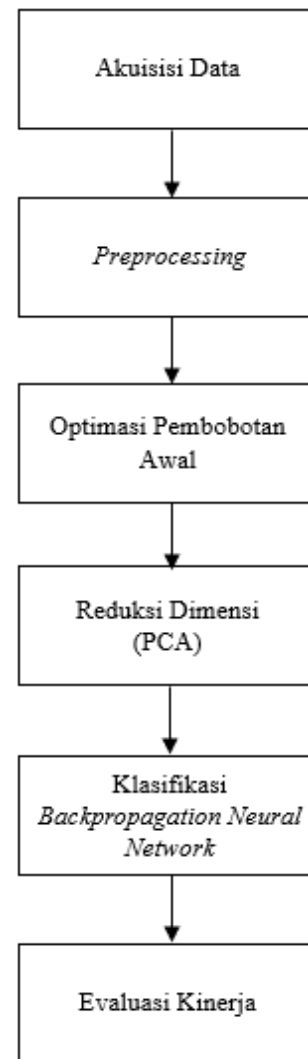 Akuisisi Data
Preprocessing
Optimasi Pembobotan
Awal
Reduksi Dimensi
(PCA)
Klasifikasi
Backpropagation Neural
Network
Evaluasi Kinerja